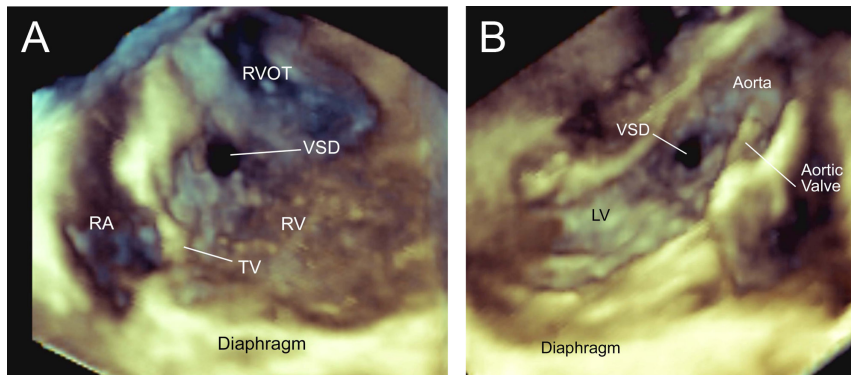 A
RVOT
VSD
RA
RV
TV
Diaphragm
B
Aorta
VSD
Aortic
Valve
LV
Diaphragm